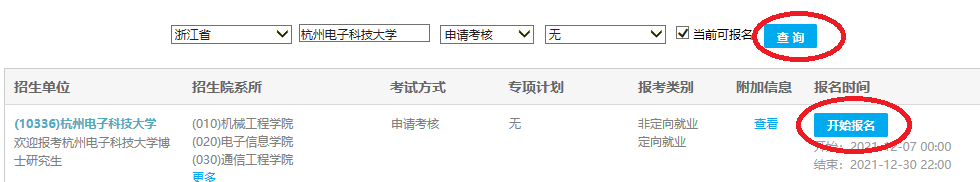 浙江省 杭州电子科技大学 申请考核 无 当前可报名 查 询
招生单位 招生院系所 考试方式 专项计划 报考类别 附加信息 报名时间
(10336)杭州电子科技大学 (010)机械工程学院 申请考核 无 非定向就业 查看 开始报名
欢迎报考杭州电子科技大学博 (020)电子信息学院 定向就业 开始：2021-12-07 00:00
士研究生 (030)通信工程学院 结束：2021-12-30 22:00
更多